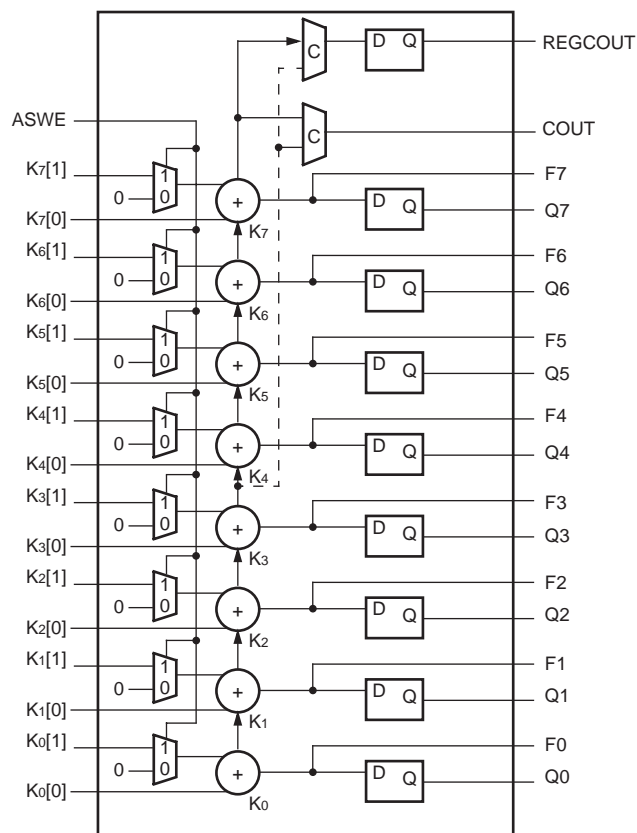 D Q REGCOUT
C
ASWE
C COUT
K7[1] 1 F7
0 0 + D Q
K7[0] K7 Q7
K6[1] 1 F6
0 0 + D Q
K6[0] K6 Q6
K5[1] 1 F5
0 0 + D Q
K5[0] K5 Q5
K4[1] 1 F4
0 0 + D Q
K4[0] K4 Q4
K3[1] 1 F3
0 0 + D Q
K3[0] K3 Q3
K2[1] 1 F2
0 0 + D Q
K2[0] K2 Q2
K1[1] 1 F1
0 0 + D Q
K1[0] K1 Q1
K0[1] 1 F0
0 0 + D Q
K0[0] K0 Q0